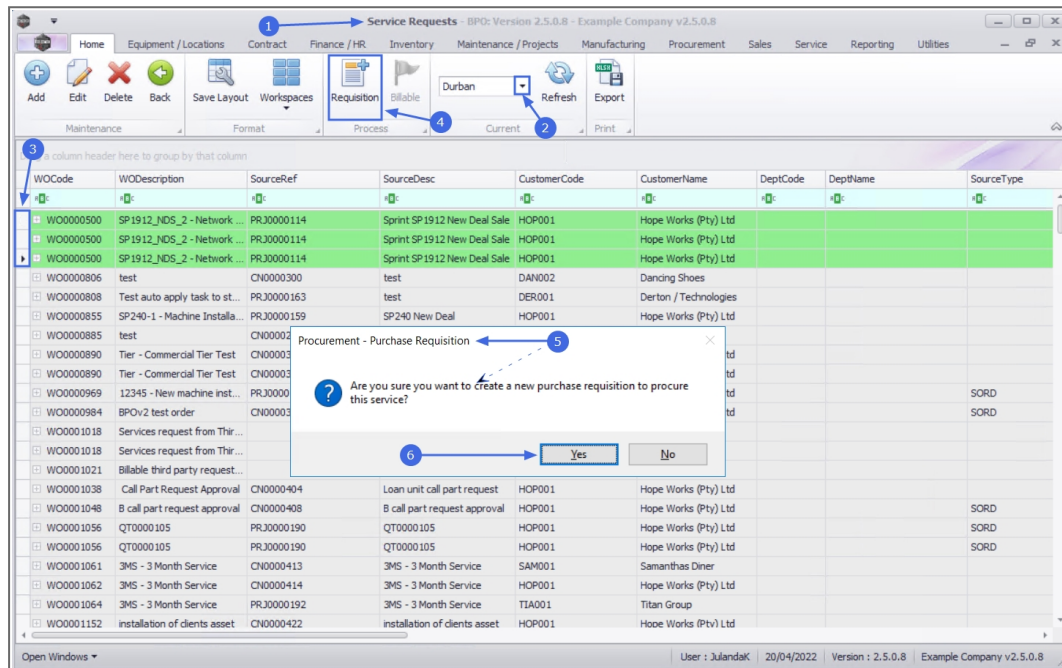 1
Service Requests - BPO: Version 2.5.0.8 - Example Company v2.5.0.8
Home Equipment / Locations Contract Finance / HR Inventory Maintenance / Projects Manufacturing Procurement Sales Service Reporting Utilities
Add Edit Delete Back Save Layout Workspaces Requisition Billable Durban Refresh Export
4 2
Maintenance Format Process Current Print
3
a column header here to group by that column
WOCode WODescription SourceRef SourceDesc CustomerCode CustomerName DeptCode DeptName SourceType
WO0000500 SP1912_NDS_2 - Network ... PRJ0000114 Sprint SP1912 New Deal Sale HOP001 Hope Works (Pty) Ltd
WO0000500 SP1912_NDS_2 - Network ... PRJ0000114 Sprint SP1912 New Deal Sale HOP001 Hope Works (Pty) Ltd
WO0000500 SP1912_NDS_2 - Network ... PRJ0000114 Sprint SP1912 New Deal Sale HOP001 Hope Works (Pty) Ltd
WO0000806 test CN0000300 test DAN002 Dancing Shoes
WO0000808 Test auto apply task to st... PRJ0000163 test DER001 Derton / Technologies
WO0000855 SP240-1 - Machine Installa... PRJ0000159 SP240 New Deal HOP001 Hope Works (Pty) Ltd
WO0000885 test CN00002
WO0000890 Tier - Commercial Tier Test CN00003 td
WO0000890 Tier - Commercial Tier Test CN00003 td
WO0000969 12345 - New machine inst... PRJ0000 td SORD
WO0000984 BPOv2 test order CN00003 td SORD
WO0001018 Services request from Thir...
WO0001018 Services request from Thir...
WO0001021 Billable third party request...
Procurement - Purchase Requisition
5
Are you sure you want to create a new purchase requisition to procure
this service?
6
Yes No
WO0001038 Call Part Request Approval CN0000404 Loan unit call part request HOP001 Hope Works (Pty) Ltd
WO0001048 B call part request approval CN0000408 B call part request approval HOP001 Hope Works (Pty) Ltd SORD
WO0001056 QT0000105 PRJ0000190 QT0000105 HOP001 Hope Works (Pty) Ltd SORD
WO0001056 QT0000105 PRJ0000190 QT0000105 HOP001 Hope Works (Pty) Ltd SORD
WO0001061 3MS - 3 Month Service CN0000413 3MS - 3 Month Service SAM001 Samanthas Diner
WO0001062 3MS - 3 Month Service CN0000414 3MS - 3 Month Service HOP001 Hope Works (Pty) Ltd
WO0001064 3MS - 3 Month Service PRJ0000192 3MS - 3 Month Service TIA001 Titan Group
WO0001152 installation of clients asset CN0000422 installation of clients asset HOP001 Hope Works (Pty) Ltd
Open Windows User : JulandaK 20/04/2022 Version : 2.5.0.8 Example Company v2.5.0.8